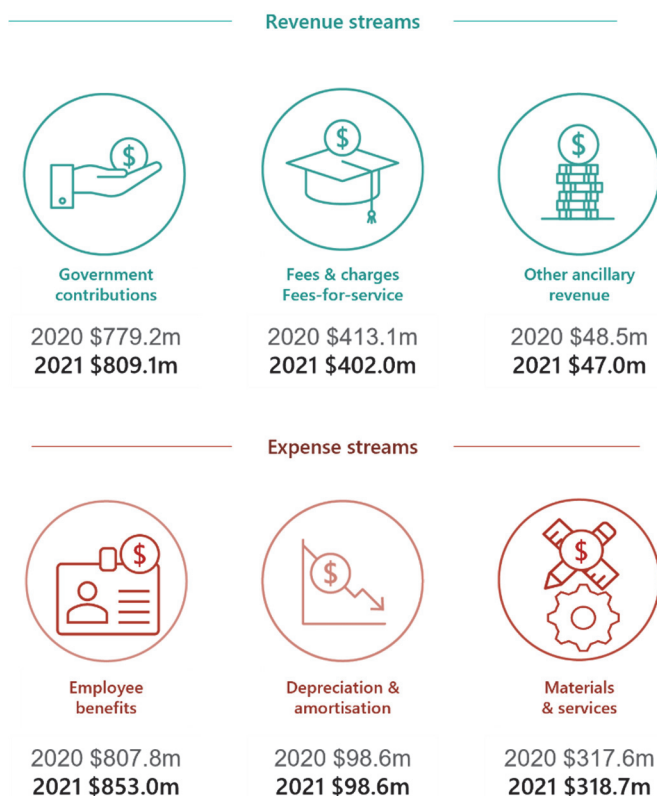 Revenue streams
$
$
$
Government
contributions
Fees & charges
Fees-for-service
Other ancillary
revenue
2020 $779.2m
2021 $809.1m
2020 $413.1m
2021 $402.0m
2020 $48.5m
2021 $47.0m
Expense streams
$
$
$
Employee
benefits
Depreciation &
amortisation
Materials
& services
2020 $807.8m
2021 $853.0m
2020 $98.6m
2021 $98.6m
2020 $317.6m
2021 $318.7m